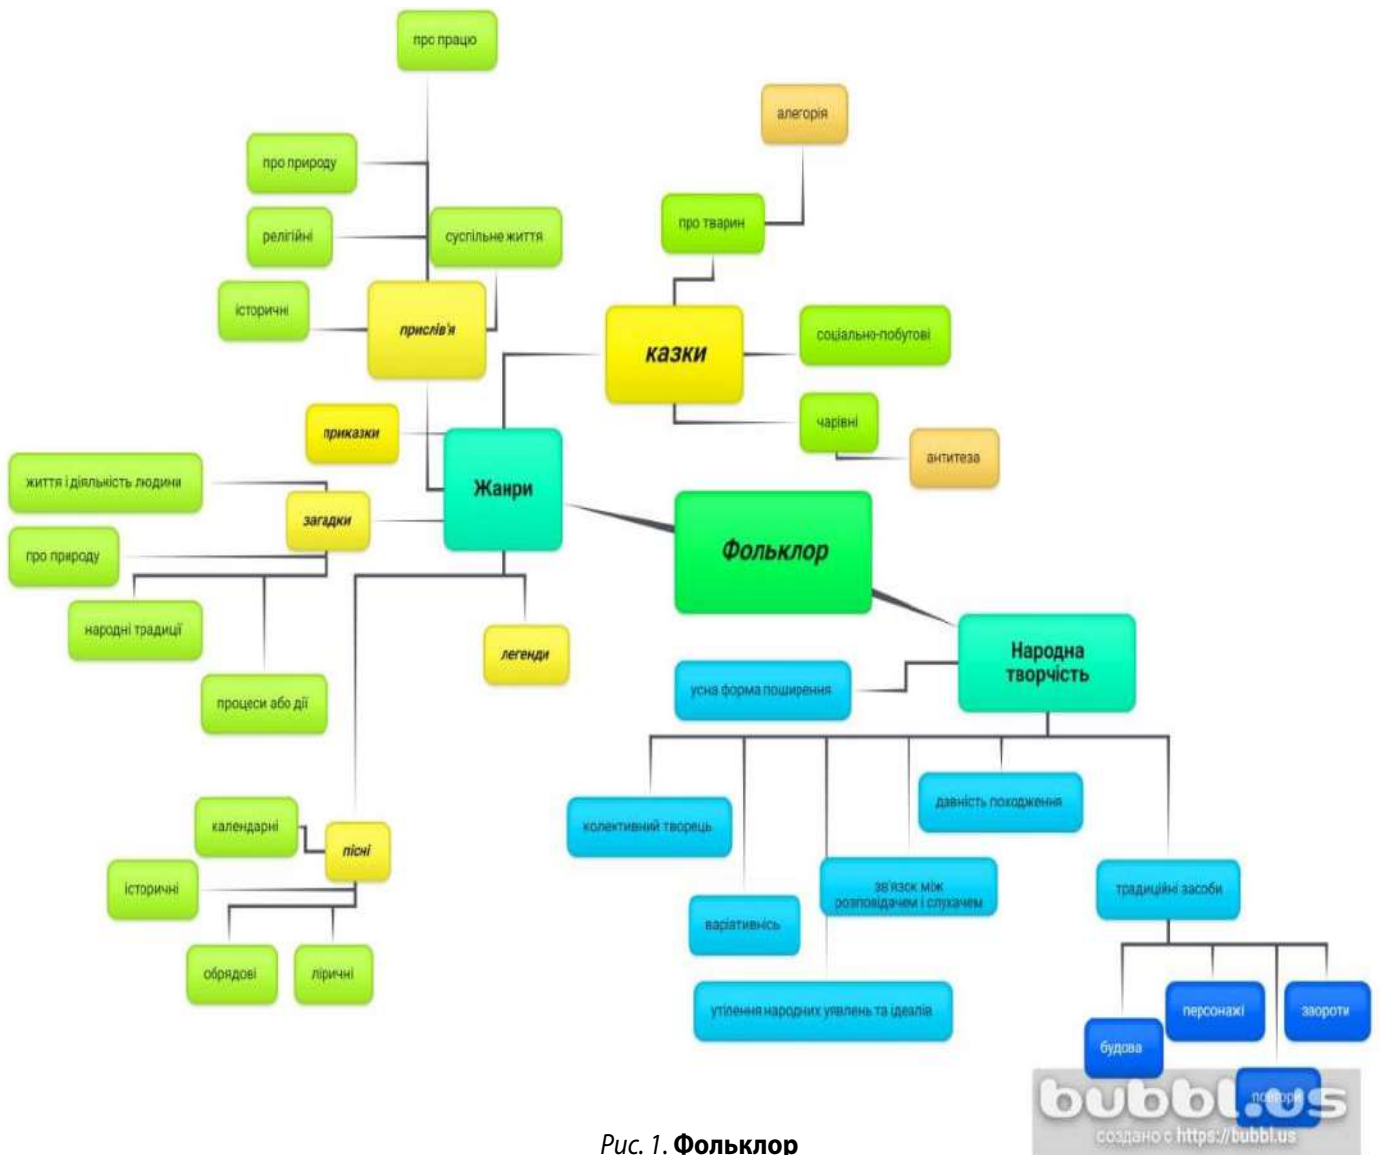 прс працю
алегорія
про природу
про тварин
релігійні
суспільне життя
історичні
прислів'я
соціально-побутові
казки
чарівні
приказки
антитеза
життя і діяльність людини
Жанри
загадки
Фольклор
про природу
народні традиції
легенди
Народна
творчість
усна форма поширення
процеси або дії
давність походження
календарні
колективний творець
пісні
історичні
зв'язок між
розповідачем і слухачем
традиційні засоби
варіативнісь
обрядові
ліричні
утілення народних уявлень та ідеалів
персонажі
звороти
будова
повтори
bubbl.us
создано с https://bubbl.us
Рис. 1. Фольклор